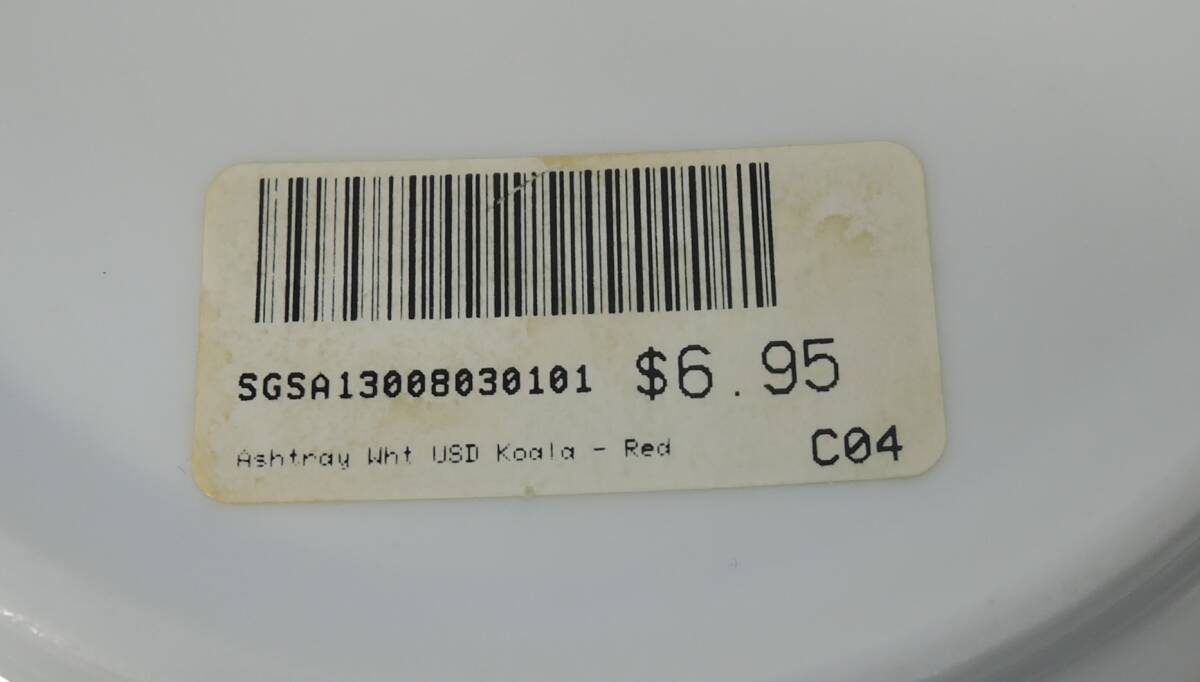 SGSA13008030101 $6.95
Ashtray Wht USD Koala - Red C04